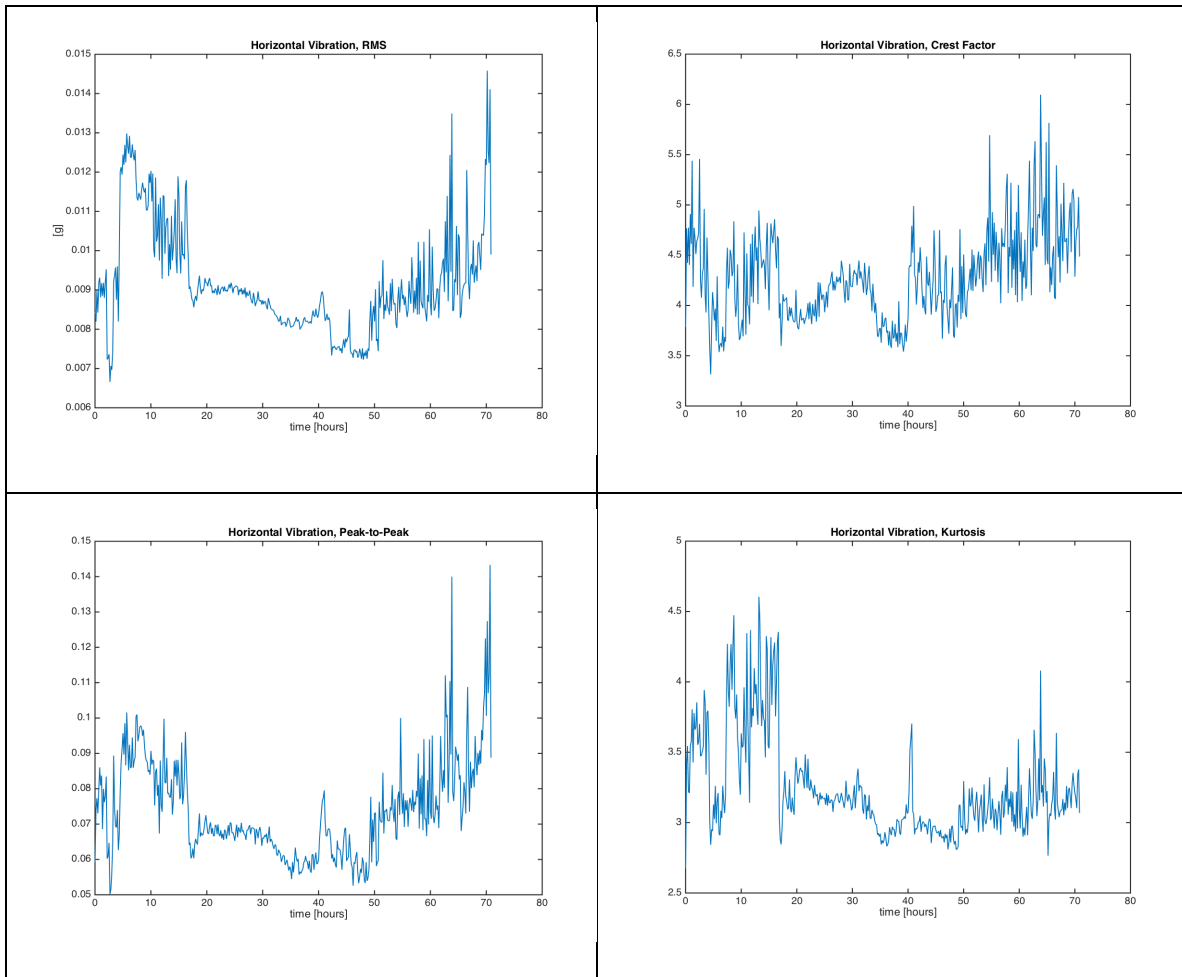 Horizontal Vibration, RMS
0.015
0.014
0.013
0.012
0.011
0.01
0.009
0.008
0.007
0.006
[g]
0 10 20 30 40 50 60 70 80
time [hours]
Horizontal Vibration, Crest Factor
6.5
6
5.5
5
4.5
4
3.5
3
0 10 20 30 40 50 60 70 80
time [hours]
Horizontal Vibration, Peak-to-Peak
0.15
0.14
0.13
0.12
0.11
0.1
0.09
0.08
0.07
0.06
0.05
0 10 20 30 40 50 60 70 80
time [hours]
Horizontal Vibration, Kurtosis
5
4.5
4
3.5
3
2.5
0 10 20 30 40 50 60 70 80
time [hours]